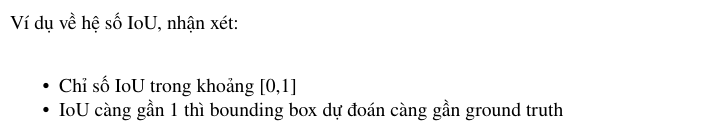 Ví dụ về hệ số IoU, nhận xét:
• Chỉ số IoU trong khoảng [0,1]
• IoU càng gần 1 thì bounding box dự đoán càng gần ground truth